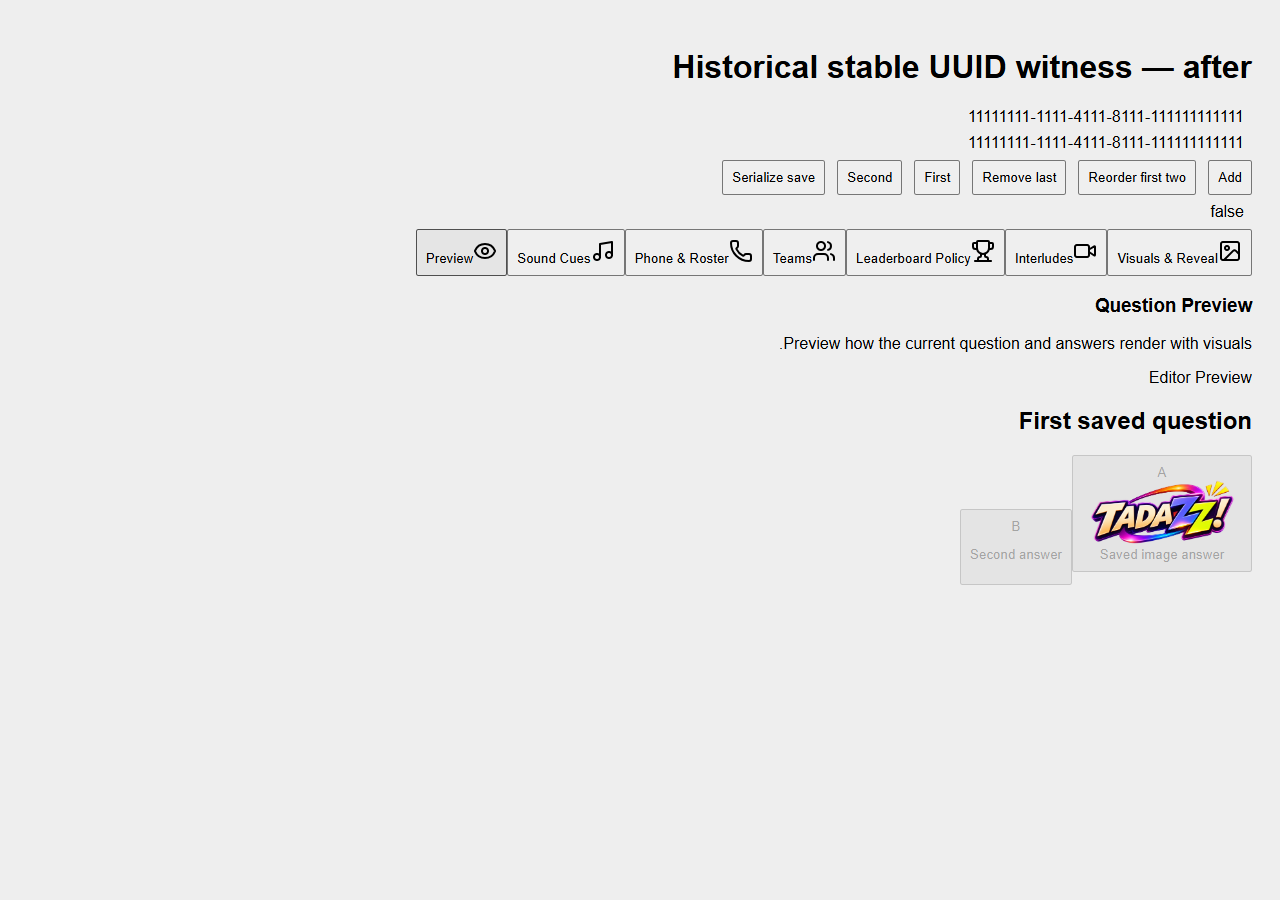 Historical stable UUID witness — after
11111111-1111-4111-8111-111111111111
11111111-1111-4111-8111-111111111111
Add Reorder first two Remove last First Second Serialize save
false
Visuals & Reveal Interludes Leaderboard Policy Teams Phone & Roster Sound Cues Preview
Question Preview
.Preview how the current question and answers render with visuals
Editor Preview
First saved question
A
TADAZZ!
Saved image answer
B
Second answer